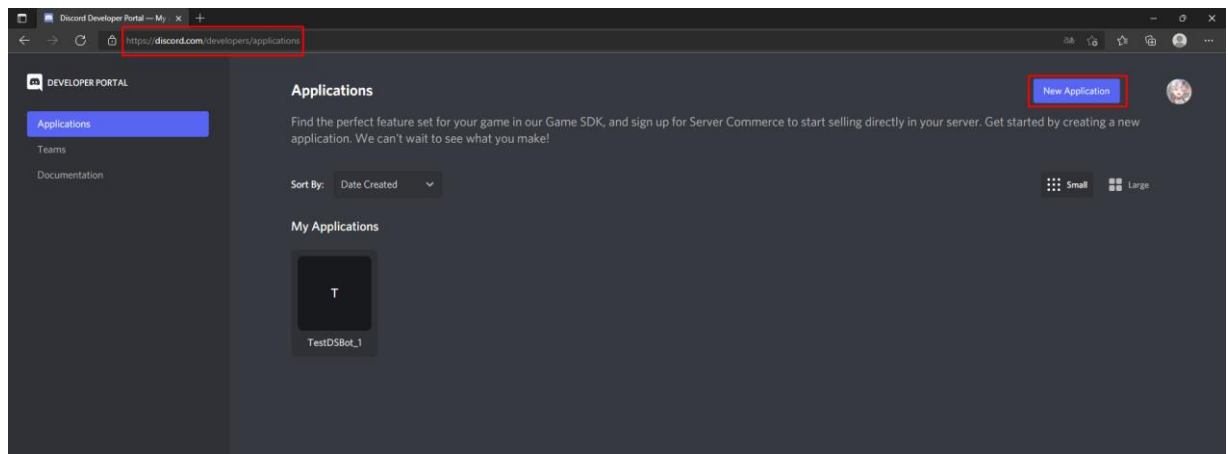 Discord Developer Portal — My
https://discord.com/developers/applications
DEVELOPER PORTAL
Applications
Teams
Documentation
Applications
New Application
Find the perfect feature set for your game in our Game SDK, and sign up for Server Commerce to start selling directly in your server. Get started by creating a new
application. We can't wait to see what you make!
Sort By: Date Created
Small Large
My Applications
T
TestDSBot_1